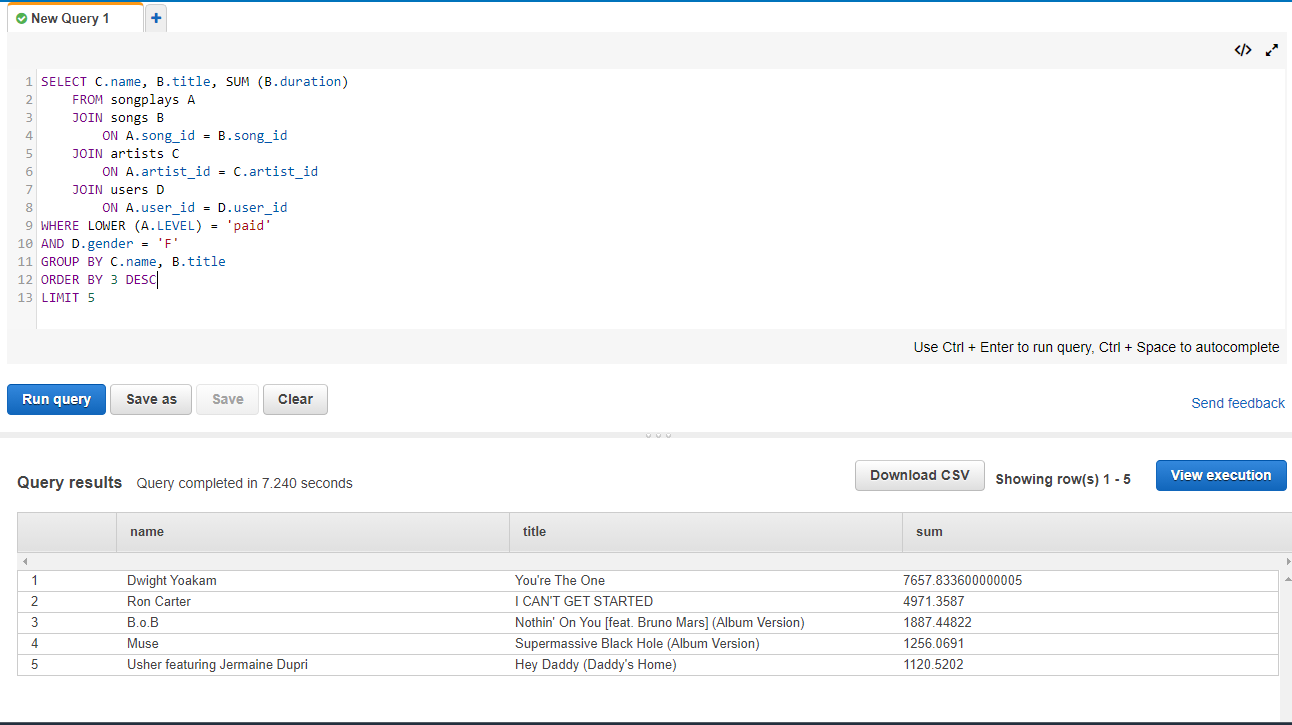 New Query 1
+
</>
1 SELECT C.name, B.title, SUM (B.duration)
2     FROM songplays A
3     JOIN songs B
4         ON A.song_id = B.song_id
5     JOIN artists C
6         ON A.artist_id = C.artist_id
7     JOIN users D
8         ON A.user_id = D.user_id
9 WHERE LOWER (A.LEVEL) = 'paid'
10 AND D.gender = 'F'
11 GROUP BY C.name, B.title
12 ORDER BY 3 DESC
13 LIMIT 5
Use Ctrl + Enter to run query, Ctrl + Space to autocomplete
Run query Save as Save Clear
Send feedback
Query results Query completed in 7.240 seconds
Download CSV Showing row(s) 1 - 5 View execution
name title sum
1 Dwight Yoakam You're The One 7657.833600000005
2 Ron Carter I CAN'T GET STARTED 4971.3587
3 B.o.B Nothin' On You [feat. Bruno Mars] (Album Version) 1887.44822
4 Muse Supermassive Black Hole (Album Version) 1256.0691
5 Usher featuring Jermaine Dupri Hey Daddy (Daddy's Home) 1120.5202